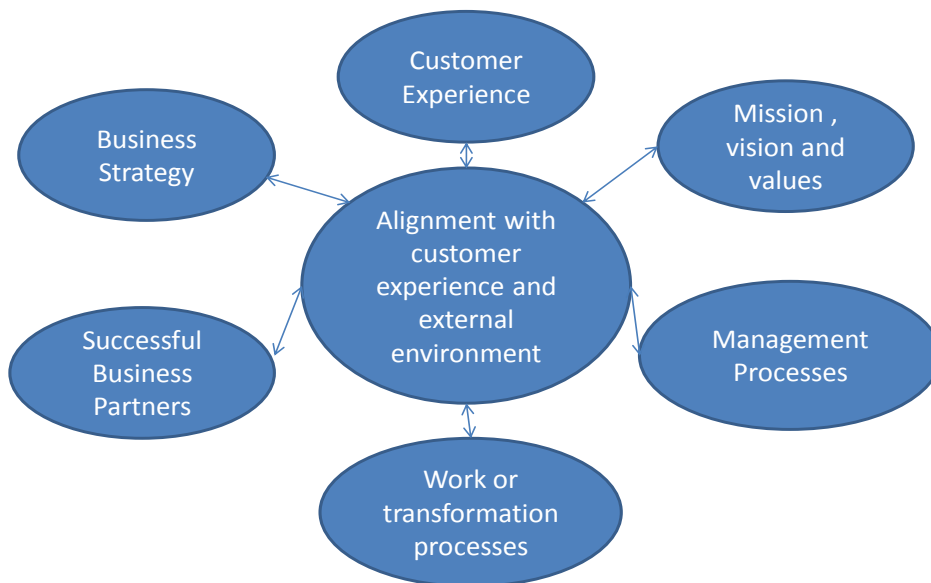 Customer
Experience
Business
Strategy
Mission , 
vision and
values
Alignment with
customer
experience and
external
environment
Successful
Business
Partners
Management
Processes
Work or
transformation
processes